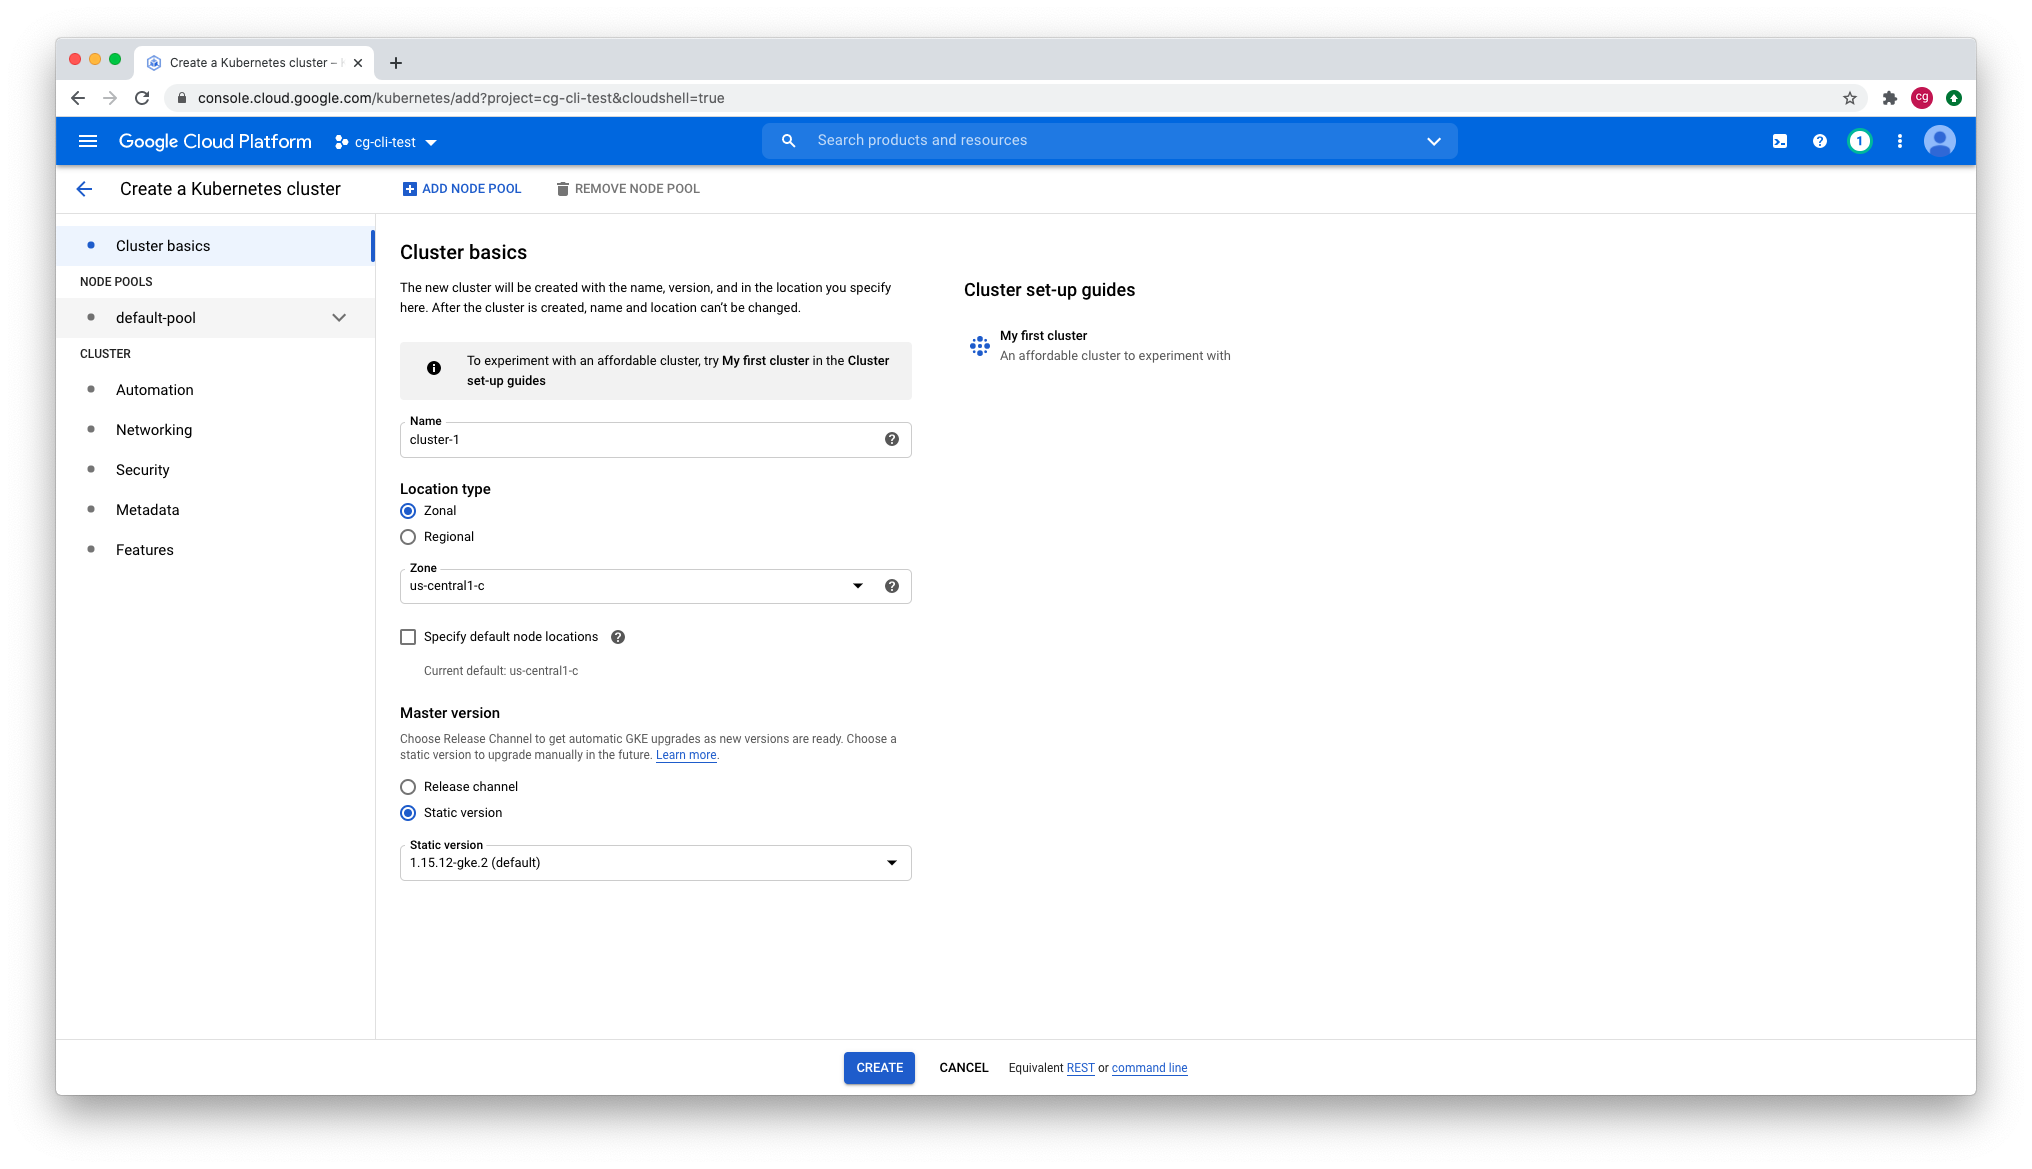 Create a Kubernetes cluster –
console.cloud.google.com/kubernetes/add?project=cg-cli-test&cloudshell=true
cg
Google Cloud Platform
cg-cli-test
Search products and resources
1
Create a Kubernetes cluster
ADD NODE POOL
REMOVE NODE POOL
Cluster basics
NODE POOLS
default-pool
CLUSTER
Automation
Networking
Security
Metadata
Features
Cluster basics
The new cluster will be created with the name, version, and in the location you specify
here. After the cluster is created, name and location can't be changed.
To experiment with an affordable cluster, try My first cluster in the Cluster
set-up guides
Name
cluster-1
Location type
Zonal
Regional
Zone
us-central1-c
Specify default node locations
Current default: us-central1-c
Master version
Choose Release Channel to get automatic GKE upgrades as new versions are ready. Choose a
static version to upgrade manually in the future. Learn more.
Release channel
Static version
Static version
1.15.12-gke.2 (default)
Cluster set-up guides
My first cluster
An affordable cluster to experiment with
CREATE
CANCEL
Equivalent REST or command line